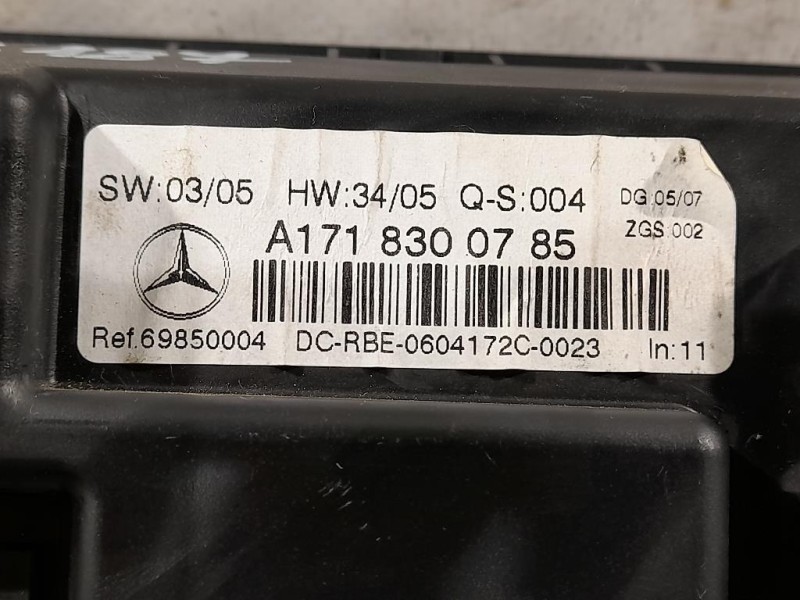 SW:03/05 HW:34/05 Q-S:004 DG:05/07
ZGS:002
A171 830 07 85
Ref.69850004 DC-RBE-0604172C-0023 In:11